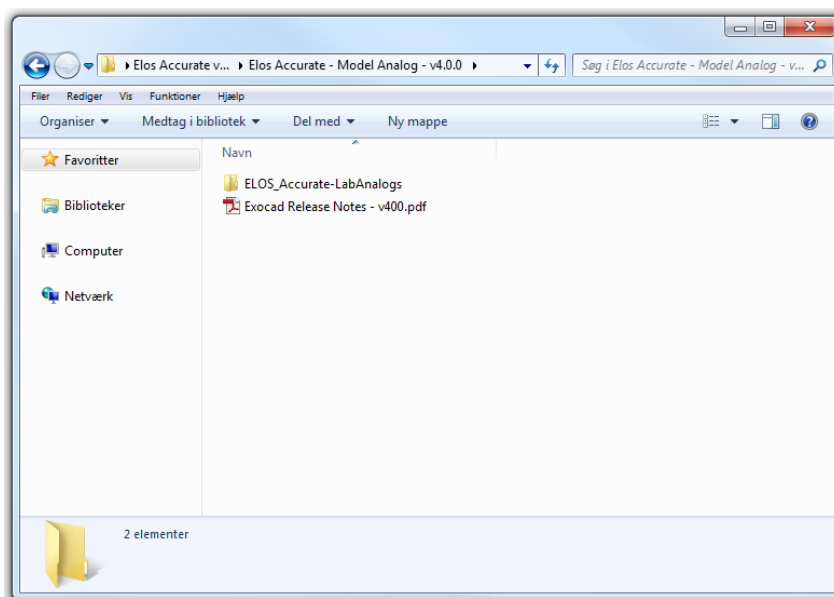 Elos Accurate v... Elos Accurate - Model Analog - v4.0.0
Søg i Elos Accurate - Model Analog - v...
Filer Rediger Vis Funktioner Hjælp
Organiser Medtag i bibliotek Del med Ny mappe
Favoritter
Biblioteker
Computer
Netværk
Navn
ELOS_Accurate-LabAnalogs
Exocad Release Notes - v400.pdf
2 elementer